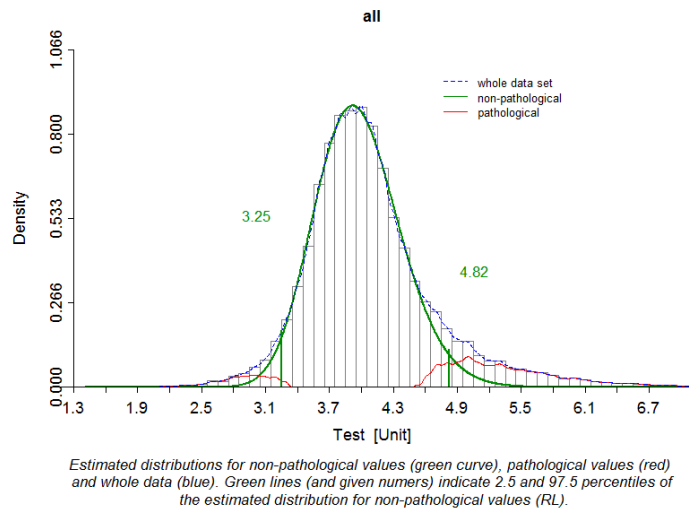 all
1.066
0.800
0.533
0.266
0.000
Density
whole data set
non-pathological
pathological
3.25
4.82
1.3 1.9 2.5 3.1 3.7 4.3 4.9 5.5 6.1 6.7
Test [Unit]
Estimated distributions for non-pathological values (green curve), pathological values (red)
and whole data (blue). Green lines (and given numers) indicate 2.5 and 97.5 percentiles of
the estimated distribution for non-pathological values (RL).